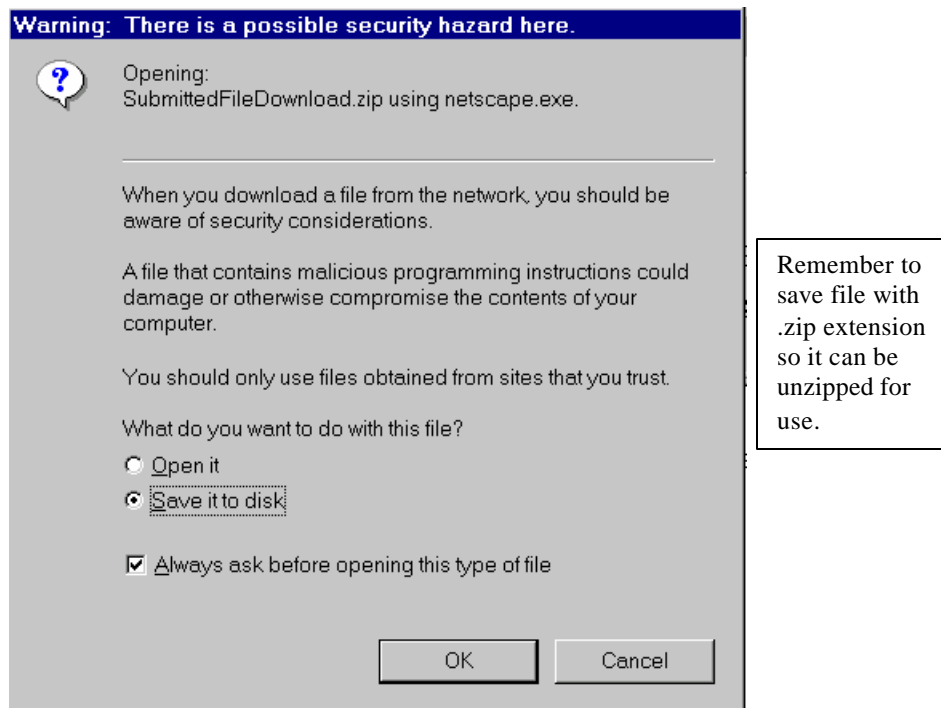 Warning: There is a possible security hazard here.
?
Opening:
SubmittedFileDownload.zip using netscape.exe.
When you download a file from the network, you should be
aware of security considerations.
A file that contains malicious programming instructions could
damage or otherwise compromise the contents of your
computer.
You should only use files obtained from sites that you trust.
What do you want to do with this file?
Open it
Save it to disk
Always ask before opening this type of file
OK
Cancel
Remember to
save file with
.zip extension
so it can be
unzipped for
use.